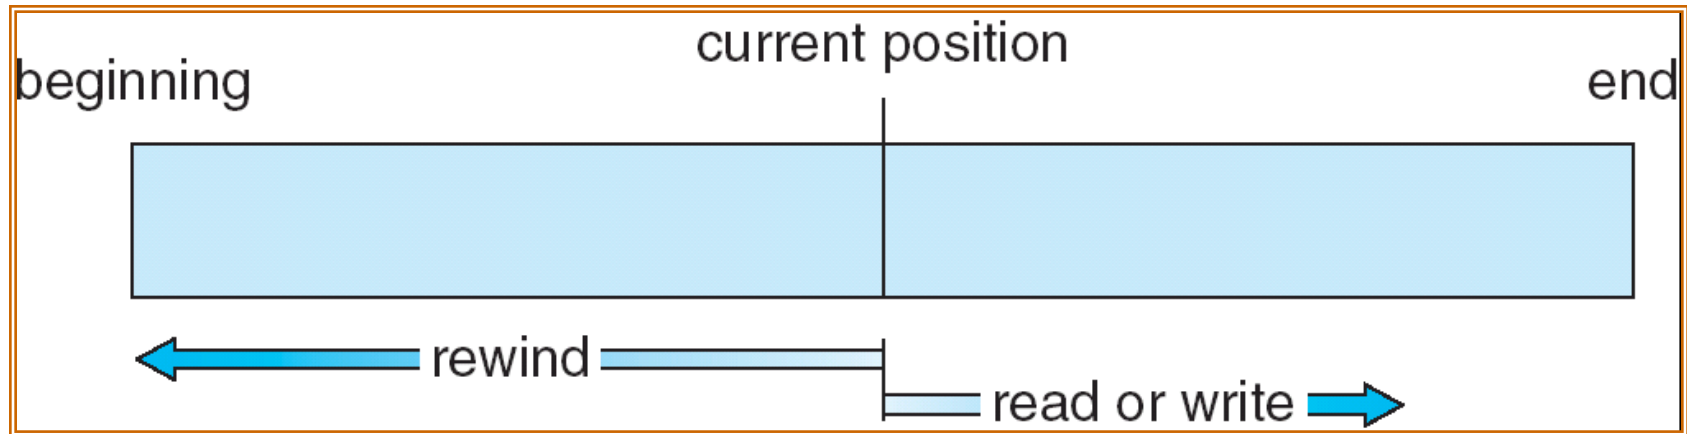 current position
beginning
end
rewind
read or write